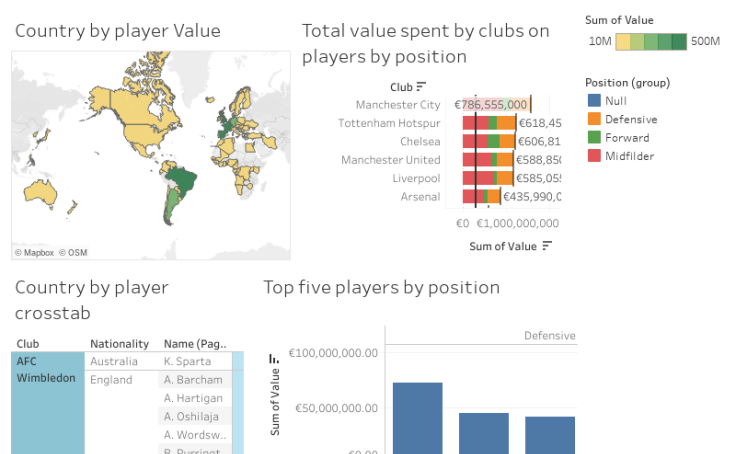 Country by player Value
© Mapbox © OSM
Total value spent by clubs on
players by position
Club
Manchester City €786,555,000
Tottenham Hotspur €618,45
Chelsea €606,81
Manchester United €588,850
Liverpool €585,055
Arsenal €435,990,0
€0 €1,000,000,000
Sum of Value
Sum of Value
10M 500M
Position (group)
Null
Defensive
Forward
Midfilder
Country by player
crosstab
Club Nationality Name (Pag..
AFC Australia K. Sparta
Wimbledon England A. Barcham
A. Hartigan
A. Oshilaja
A. Wordsw..
Top five players by position
Defensive
Sum of Value
€100,000,000.00
€50,000,000.00
€0.00